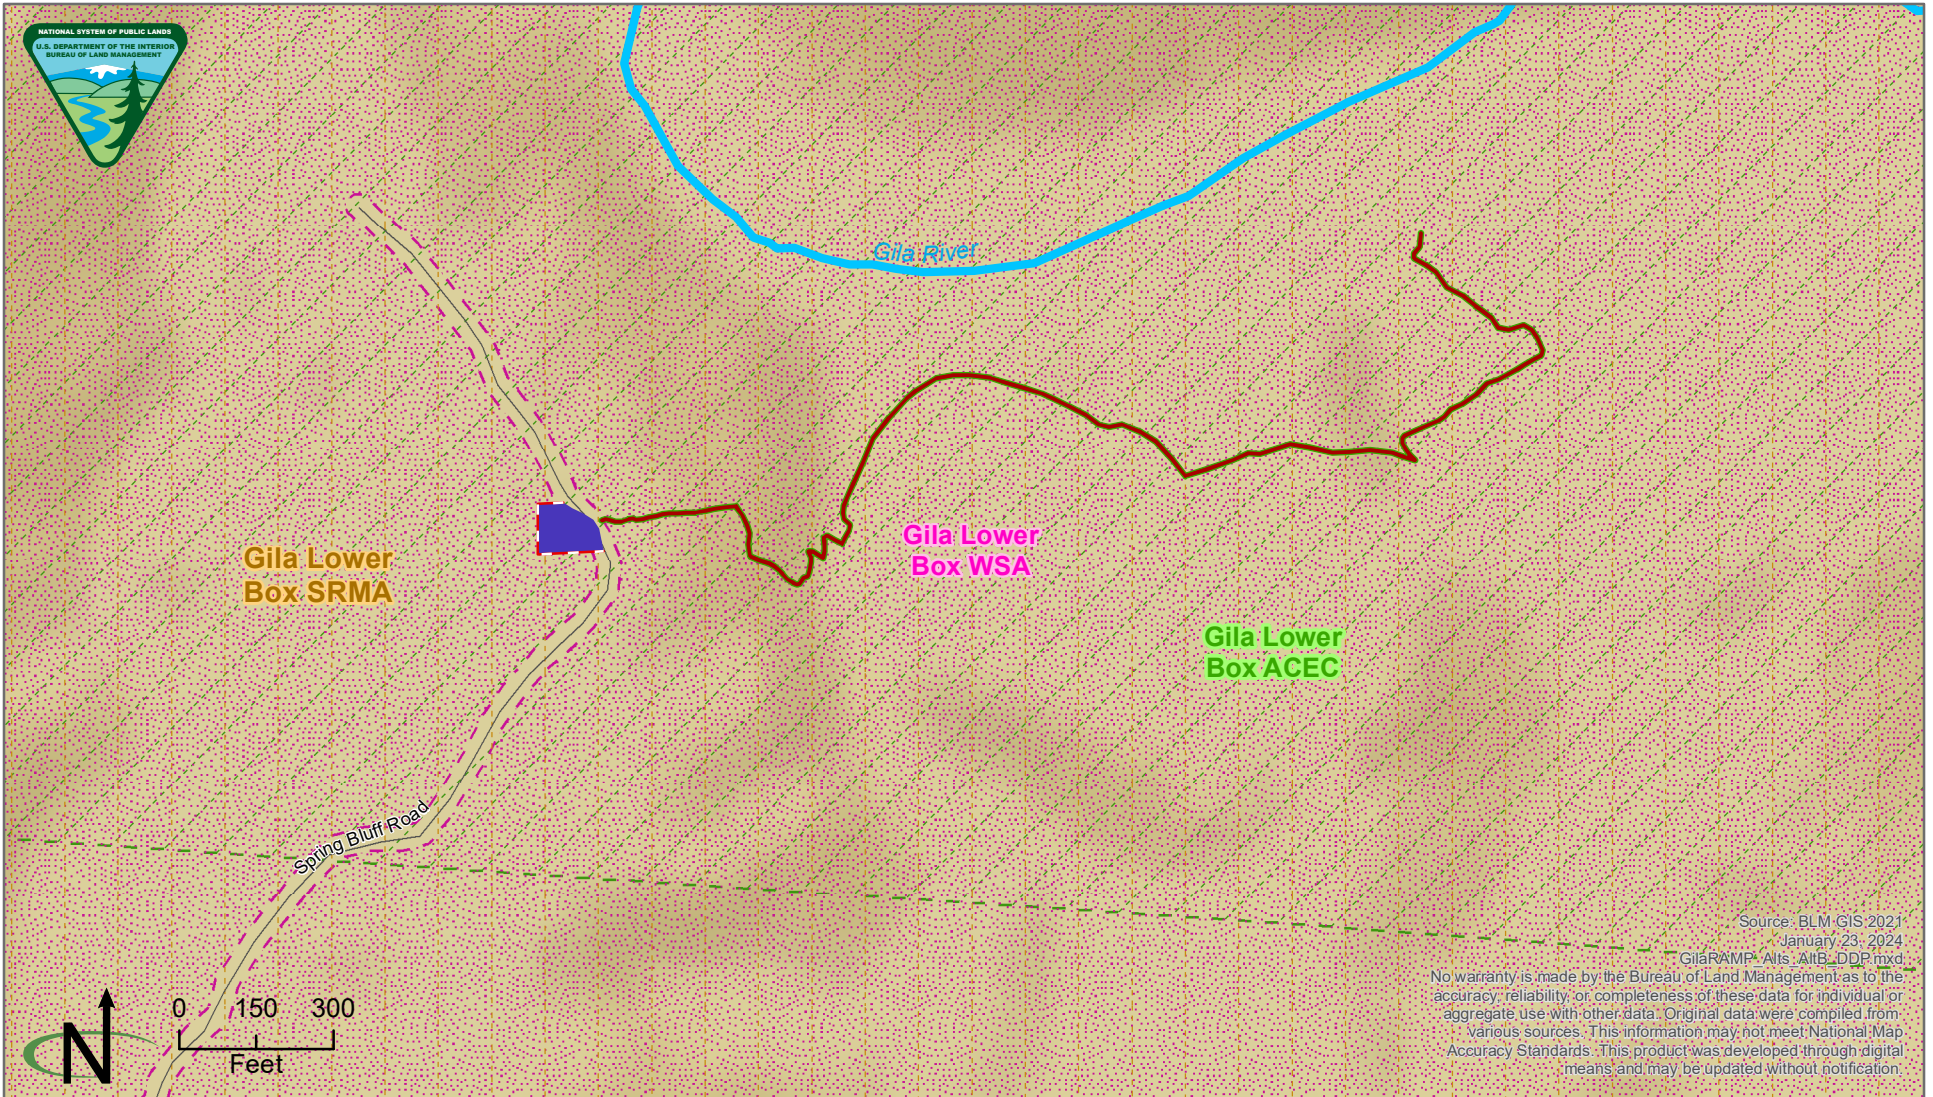 NATIONAL SYSTEM OF PUBLIC LANDS
U.S. DEPARTMENT OF THE INTERIOR
BUREAU OF LAND MANAGEMENT
Gila River
Gila Lower
Box SRMA
Gila Lower
Box WSA
Gila Lower
Box ACEC
Spring Bluff Road
0 150 300
Feet
N
Source: BLM GIS 2021
January 23, 2024
GilaRAMP_Alts_AltB_DDP.mxd
No warranty is made by the Bureau of Land Management as to the
accuracy, reliability, or completeness of these data for individual or
aggregate use with other data. Original data were compiled from
various sources. This information may not meet National Map
Accuracy Standards. This product was developed through digital
means and may be updated without notification.